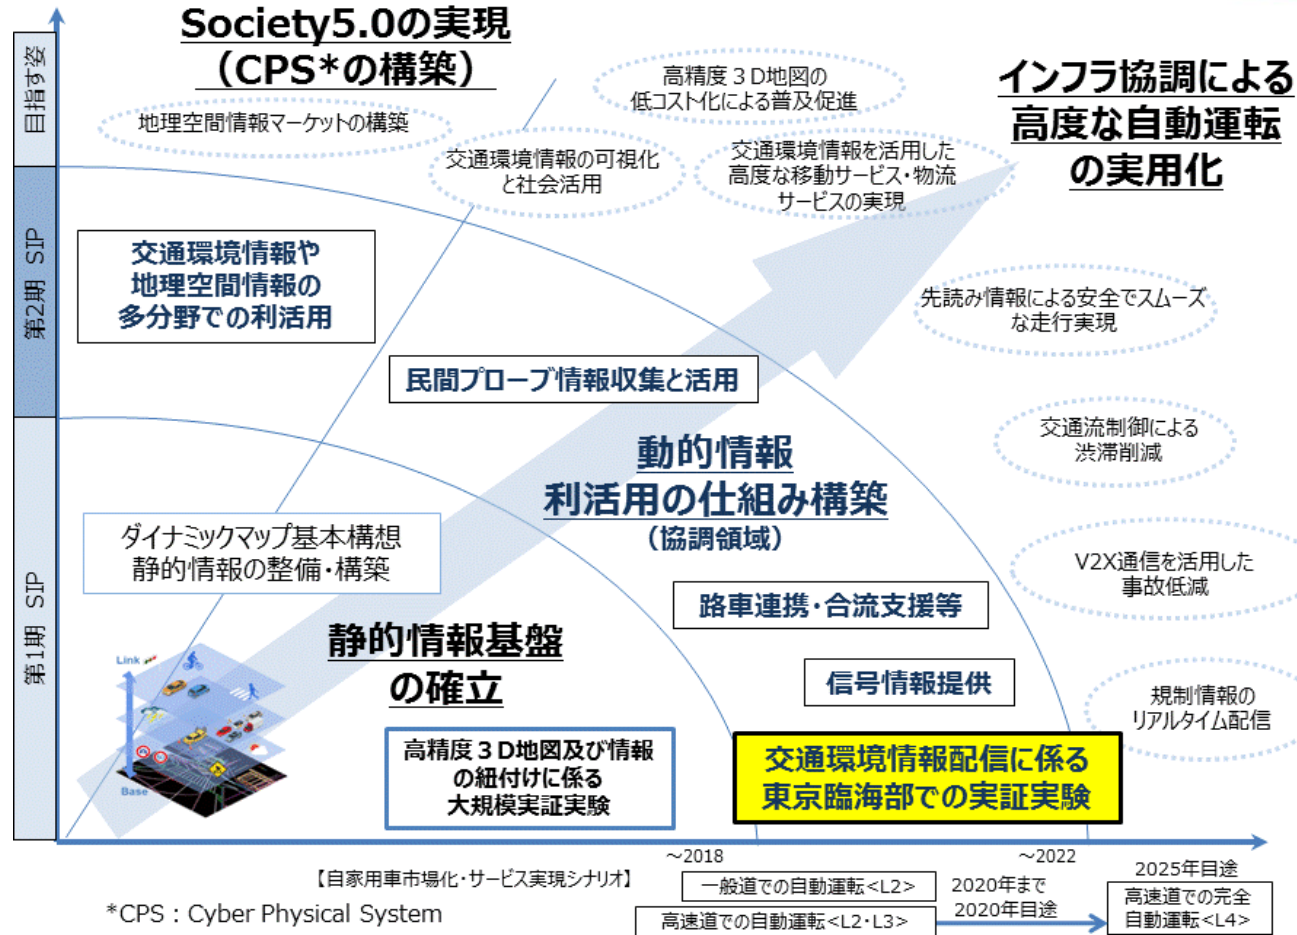 Society5.0の実現
（CPS*の構築）
インフラ協調による
高度な自動運転
の実用化
目指す姿
第2期 SIP
第1期 SIP
地理空間情報マーケットの構築
高精度３D地図の
低コスト化による普及促進
交通環境情報の可視化
と社会活用
交通環境情報を活用した
高度な移動サービス・物流
サービスの実現
交通環境情報や
地理空間情報の
多分野での利活用
先読み情報による安全でスムーズ
な走行実現
民間プローブ情報収集と活用
交通流制御による
渋滞削減
動的情報
利活用の仕組み構築
（協調領域）
ダイナミックマップ基本構想
静的情報の整備・構築
V2X通信を活用した
事故低減
路車連携・合流支援等
静的情報基盤
の確立
信号情報提供
規制情報の
リアルタイム配信
Link
Base
高精度３D地図及び情報
の紐付けに係る
大規模実証実験
交通環境情報配信に係る
東京臨海部での実証実験
～2018
～2022
2025年目途
【自家用車市場化・サービス実現シナリオ】
一般道での自動運転<L2>
2020年まで
2020年目途
高速道での自動運転<L2・L3>
高速道での完全
自動運転<L4>
*CPS : Cyber Physical System